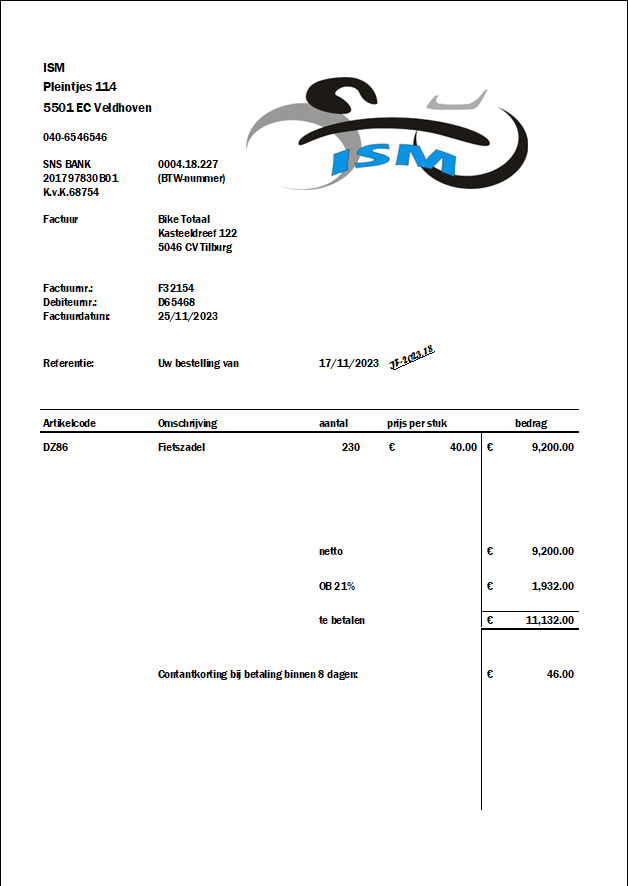 ISM
Pleintjes 114
5501 EC Veldhoven
ISM
040-6546546
SNS BANK 0004.18.227
201797830B01 (BTW-nummer)
K.v.K.68754
Factuur Bike Totaal
Kasteeldreef 122
5046 CV Tilburg
Factuurnr.: F32154
Debiteurnr.: D65468
Factuurdatum: 25/11/2023
Referentie: Uw bestelling van 17/11/2023 JF-2023.18
Artikelcode Omschrijving aantal prijs per stuk bedrag
DZ86 Fietszadel 230 € 40.00 € 9,200.00
netto € 9,200.00
OB 21% € 1,932.00
te betalen € 11,132.00
Contantkorting bij betaling binnen 8 dagen: € 46.00